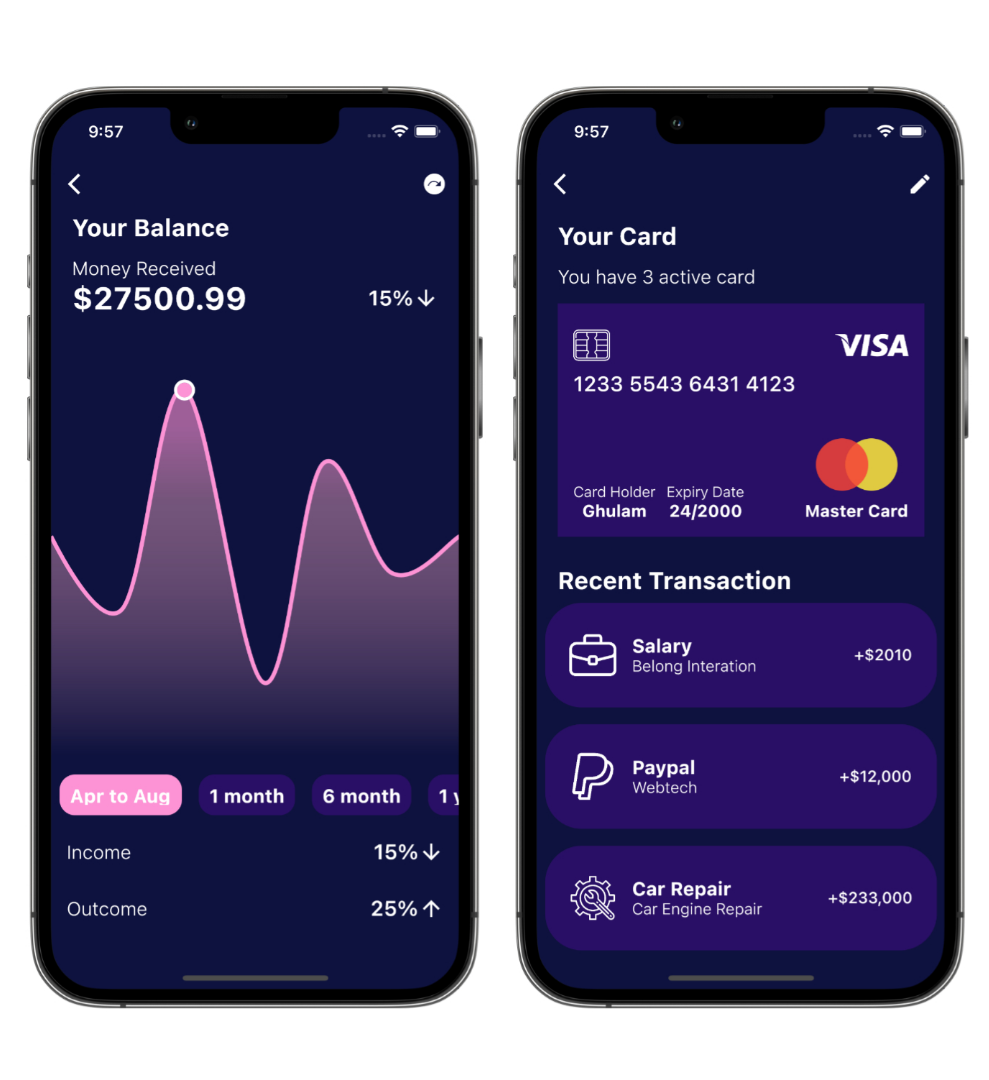 9:57
Your Balance
Money Received
$27500.99
15%
Apr to Aug
1 month
6 month
1 y
Income
15%
Outcome
25%
9:57
Your Card
You have 3 active card
VISA
1233 5543 6431 4123
Card Holder Expiry Date
Ghulam 24/2000
Master Card
Recent Transaction
Salary
Belong Interation
+$2010
Paypal
Webtech
+$12,000
Car Repair
Car Engine Repair
+$233,000